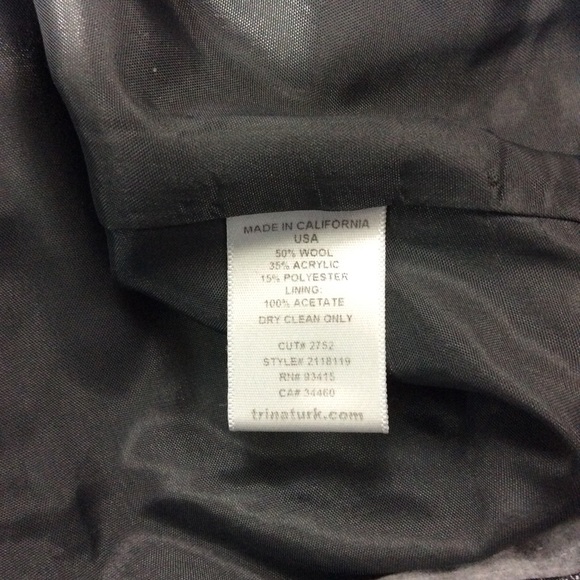 MADE IN CALIFORNIA
USA
50% WOOL
35% ACRYLIC
15% POLYESTER
LINING:
100% ACETATE
DRY CLEAN ONLY
CUT# 2752
STYLE# 2118119
RN# 93415
CA# 34460
trinaturk.com